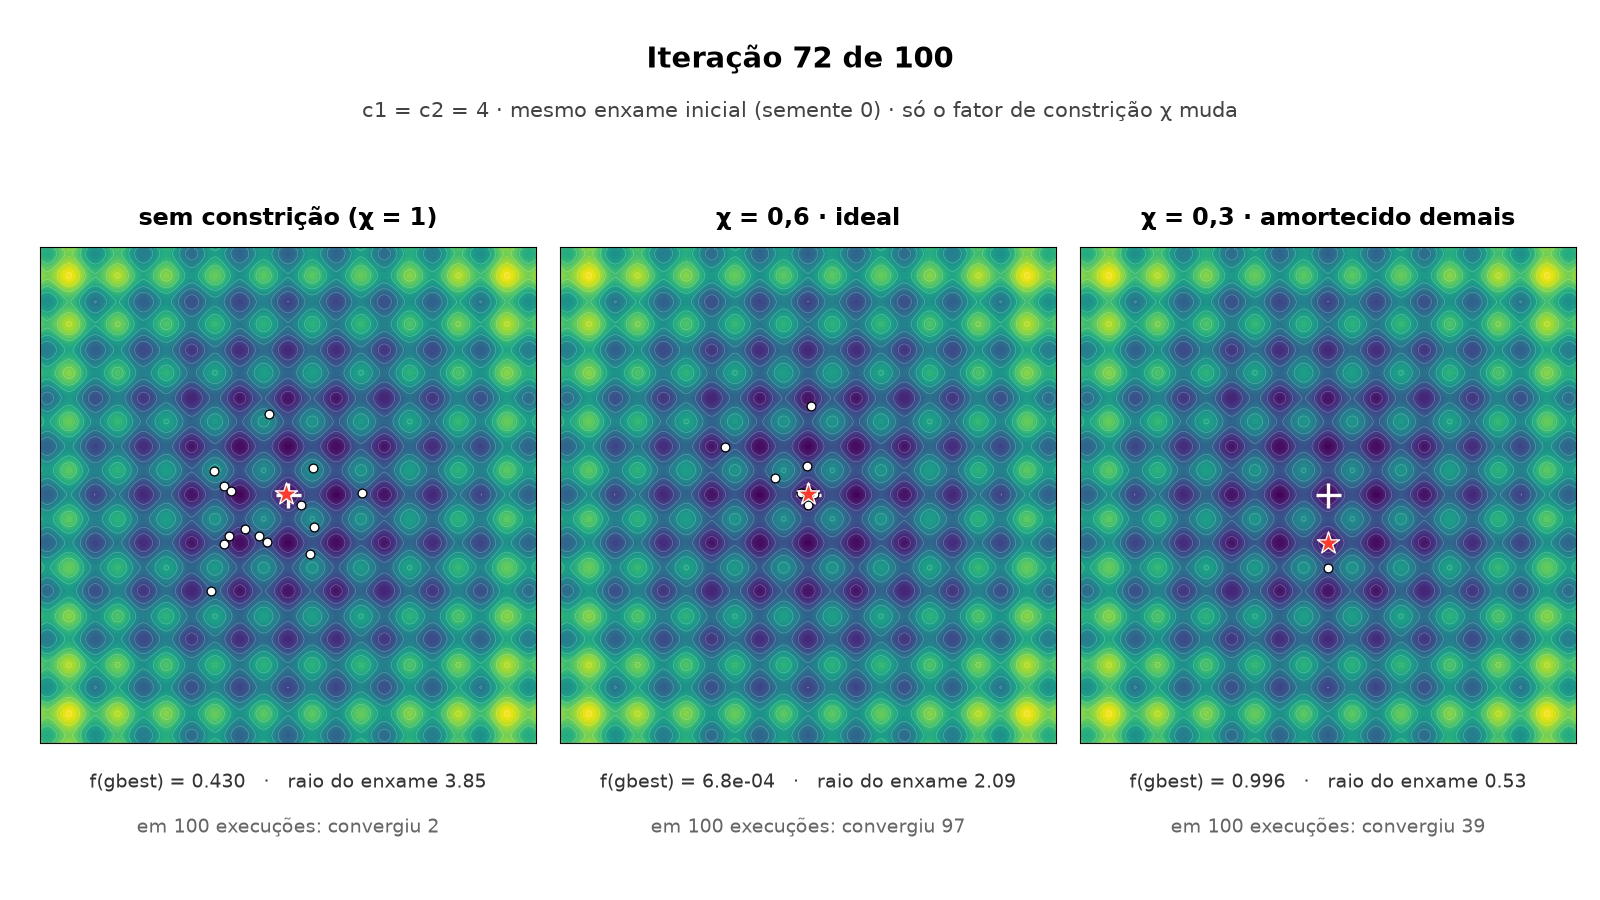 Iteração 72 de 100
c1 = c2 = 4 · mesmo enxame inicial (semente 0) · só o fator de constrição χ muda
sem constrição (χ = 1)
χ = 0,6 · ideal
χ = 0,3 · amortecido demais
f(gbest) = 0.430 · raio do enxame 3.85
f(gbest) = 6.8e-04 · raio do enxame 2.09
f(gbest) = 0.996 · raio do enxame 0.53
em 100 execuções: convergiu 2
em 100 execuções: convergiu 97
em 100 execuções: convergiu 39